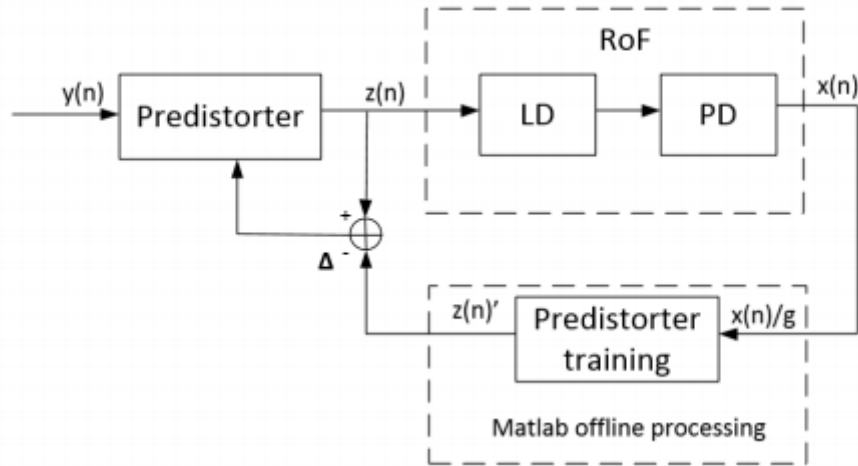 RoF
y(n)
Predistorter
z(n)
LD
PD
x(n)
+
Δ -
z(n)'
Predistorter
training
x(n)/g
Matlab offline processing